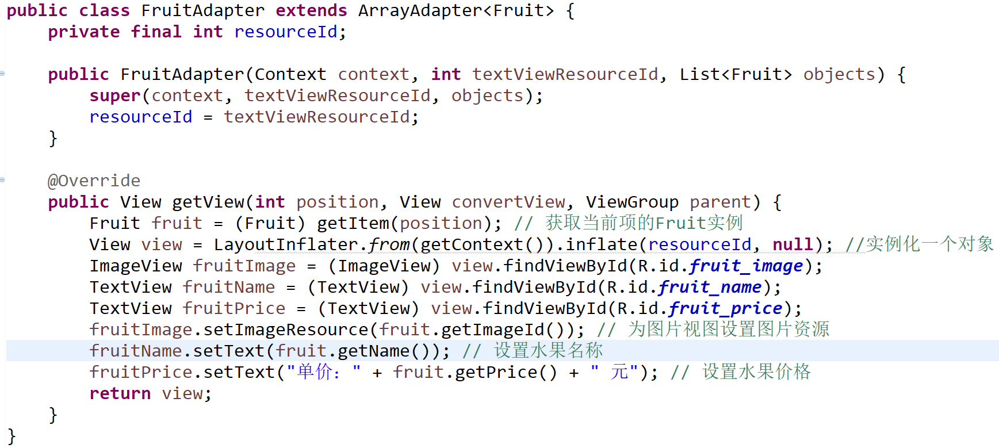 public class FruitAdapter extends ArrayAdapter<Fruit> {
    private final int resourceId;

    public FruitAdapter(Context context, int textViewResourceId, List<Fruit> objects) {
        super(context, textViewResourceId, objects);
        resourceId = textViewResourceId;
    }

    @Override
    public View getView(int position, View convertView, ViewGroup parent) {
        Fruit fruit = (Fruit) getItem(position); // 获取当前项的Fruit实例
        View view = LayoutInflater.from(getContext()).inflate(resourceId, null); //实例化一个对象
        ImageView fruitImage = (ImageView) view.findViewById(R.id.fruit_image);
        TextView fruitName = (TextView) view.findViewById(R.id.fruit_name);
        TextView fruitPrice = (TextView) view.findViewById(R.id.fruit_price);
        fruitImage.setImageResource(fruit.getImageId()); // 为图片视图设置图片资源
        fruitName.setText(fruit.getName()); // 设置水果名称
        fruitPrice.setText("单价：" + fruit.getPrice() + " 元"); // 设置水果价格
        return view;
    }
}